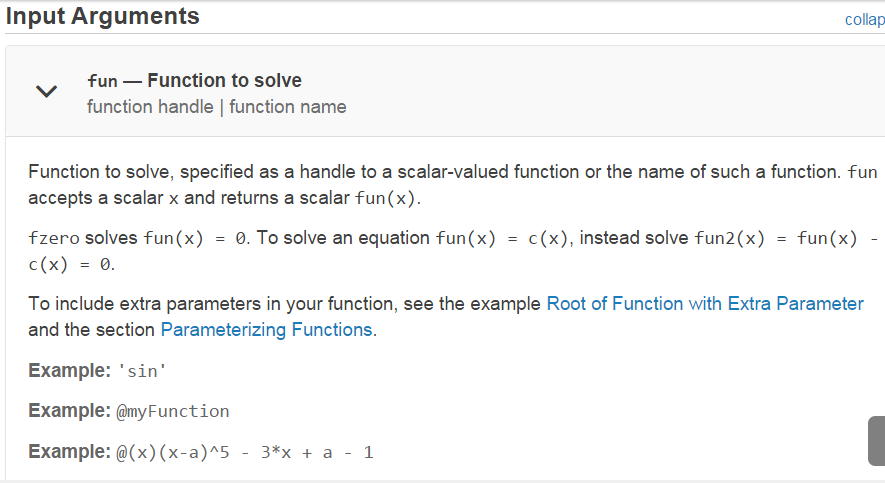 Input Arguments
collap
fun — Function to solve
function handle | function name
Function to solve, specified as a handle to a scalar-valued function or the name of such a function. fun
accepts a scalar x and returns a scalar fun(x).
fzero solves fun(x) = 0. To solve an equation fun(x) = c(x), instead solve fun2(x) = fun(x) -
c(x) = 0.
To include extra parameters in your function, see the example Root of Function with Extra Parameter
and the section Parameterizing Functions.
Example: 'sin'
Example: @myFunction
Example: @(x)(x-a)^5 - 3*x + a - 1